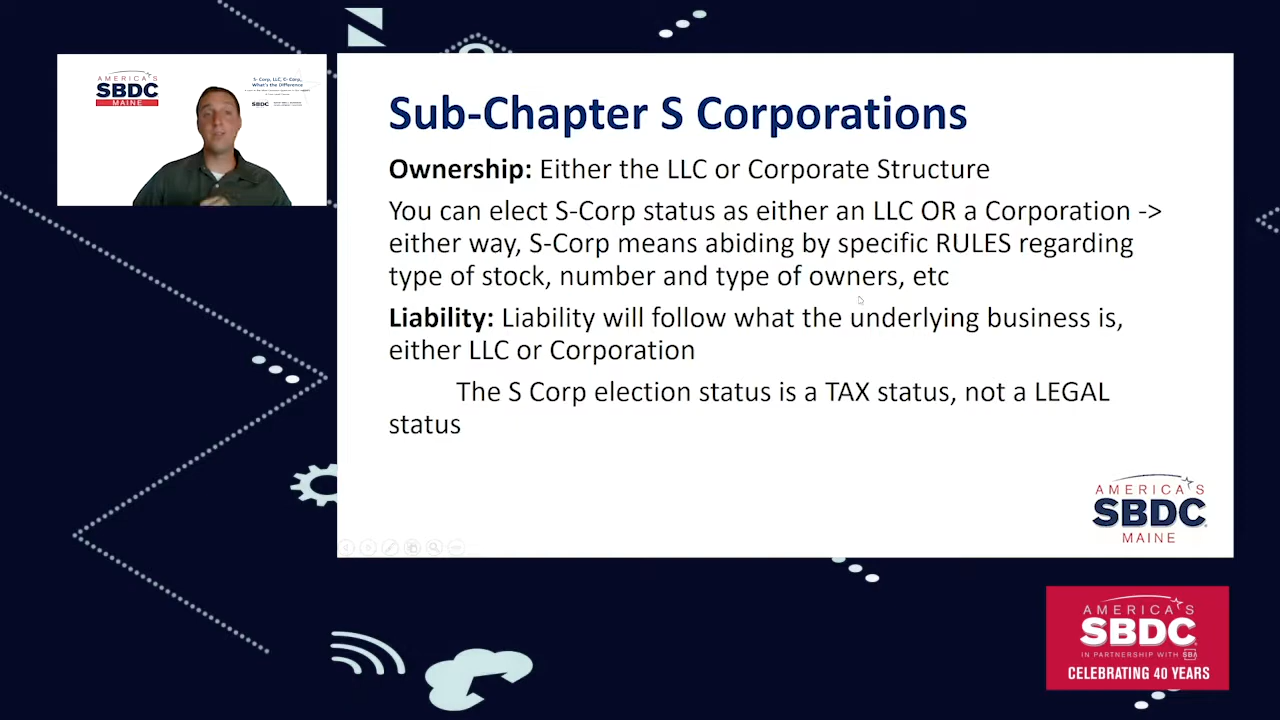 AMERICA'S
SBDC
MAINE
S- Corp, LLC, C- Corp,
What's the Difference
SBDC
Sub-Chapter S Corporations
Ownership: Either the LLC or Corporate Structure
You can elect S-Corp status as either an LLC OR a Corporation ->
either way, S-Corp means abiding by specific RULES regarding
type of stock, number and type of owners, etc
Liability: Liability will follow what the underlying business is,
either LLC or Corporation
The S Corp election status is a TAX status, not a LEGAL
status
AMERICA'S
SBDC
MAINE
AMERICA'S
SBDC
IN PARTNERSHIP WITH SBA
CELEBRATING 40 YEARS